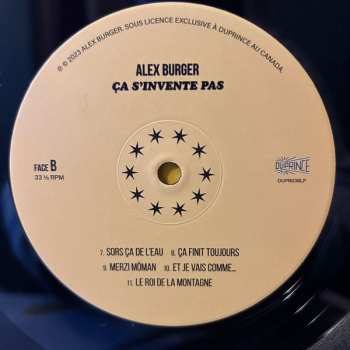 ℗ © 2023 ALEX BURGER. SOUS LICENCE EXCLUSIVE À DUPRINCE AU CANADA.
ALEX BURGER
ÇA S'INVENTE PAS
FACE B
33 ⅓ RPM
DUPRINCE
7. SORS ÇA DE L'EAU 8. ÇA FINIT TOUJOURS
9. MERZI MÖMAN 10. ET JE VAIS COMME...
11. LE ROI DE LA MONTAGNE